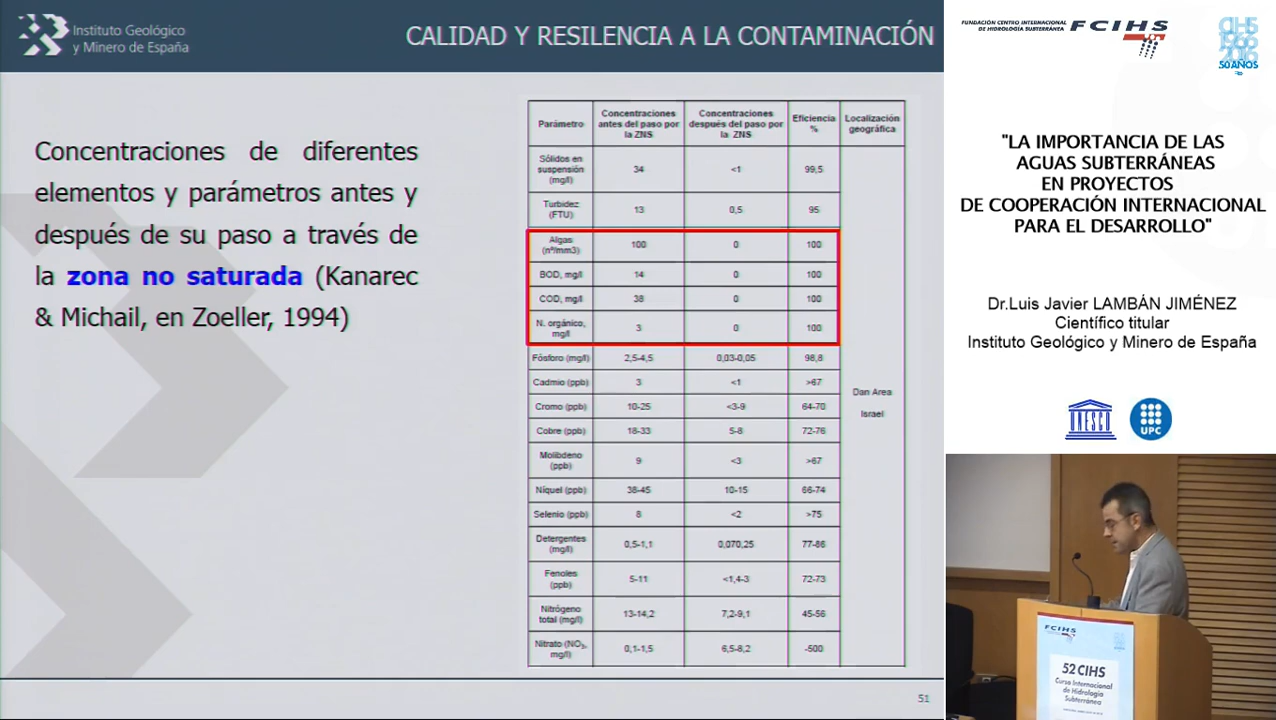 Instituto Geológico
y Minero de España
CALIDAD Y RESILENCIA A LA CONTAMINACIÓN
Concentraciones de diferentes
elementos y parámetros antes y
después de su paso a través de
la zona no saturada (Kanarec
& Michail, en Zoeller, 1994)
Parámetro | Concentraciones antes del paso por la ZNS | Concentraciones después del paso por la ZNS | Eficiencia % | Localización geográfica
Sólidos en suspensión (mg/l) | 34 | <1 | 99,5
Turbidez (FTU) | 13 | 0,5 | 95
Algas (nº/mm3) | 100 | 0 | 100
BOD, mg/l | 14 | 0 | 100
COD, mg/l | 38 | 0 | 100
N. orgánico, mg/l | 3 | 0 | 100
Fósforo (mg/l) | 2,5-4,5 | 0,03-0,05 | 98,8
Cadmio (ppb) | 3 | <1 | >67
Cromo (ppb) | 10-25 | <3-9 | 64-70
Cobre (ppb) | 18-33 | 5-8 | 72-76
Molibdeno (ppb) | 9 | <3 | >67
Níquel (ppb) | 38-45 | 10-15 | 66-74
Selenio (ppb) | 8 | <2 | >75
Detergentes (mg/l) | 0,5-1,1 | 0,070,25 | 77-86
Fenoles (ppb) | 5-11 | <1,4-3 | 72-73
Nitrógeno total (mg/l) | 13-14,2 | 7,2-9,1 | 45-56
Nitrato (NO3, mg/l) | 0,1-1,5 | 6,5-8,2 | -500
Dan Area
Israel
51
FUNDACIÓN CENTRO INTERNACIONAL
DE HIDROLOGÍA SUBTERRÁNEA
FCIHS
CIHS
1966
2016
50 AÑOS
"LA IMPORTANCIA DE LAS
AGUAS SUBTERRÁNEAS
EN PROYECTOS
DE COOPERACIÓN INTERNACIONAL
PARA EL DESARROLLO"
Dr.Luis Javier LAMBÁN JIMÉNEZ
Científico titular
Instituto Geológico y Minero de España
UNESCO
UPC
FCIHS
52 CIHS
Curso Internacional
de Hidrología
Subterránea